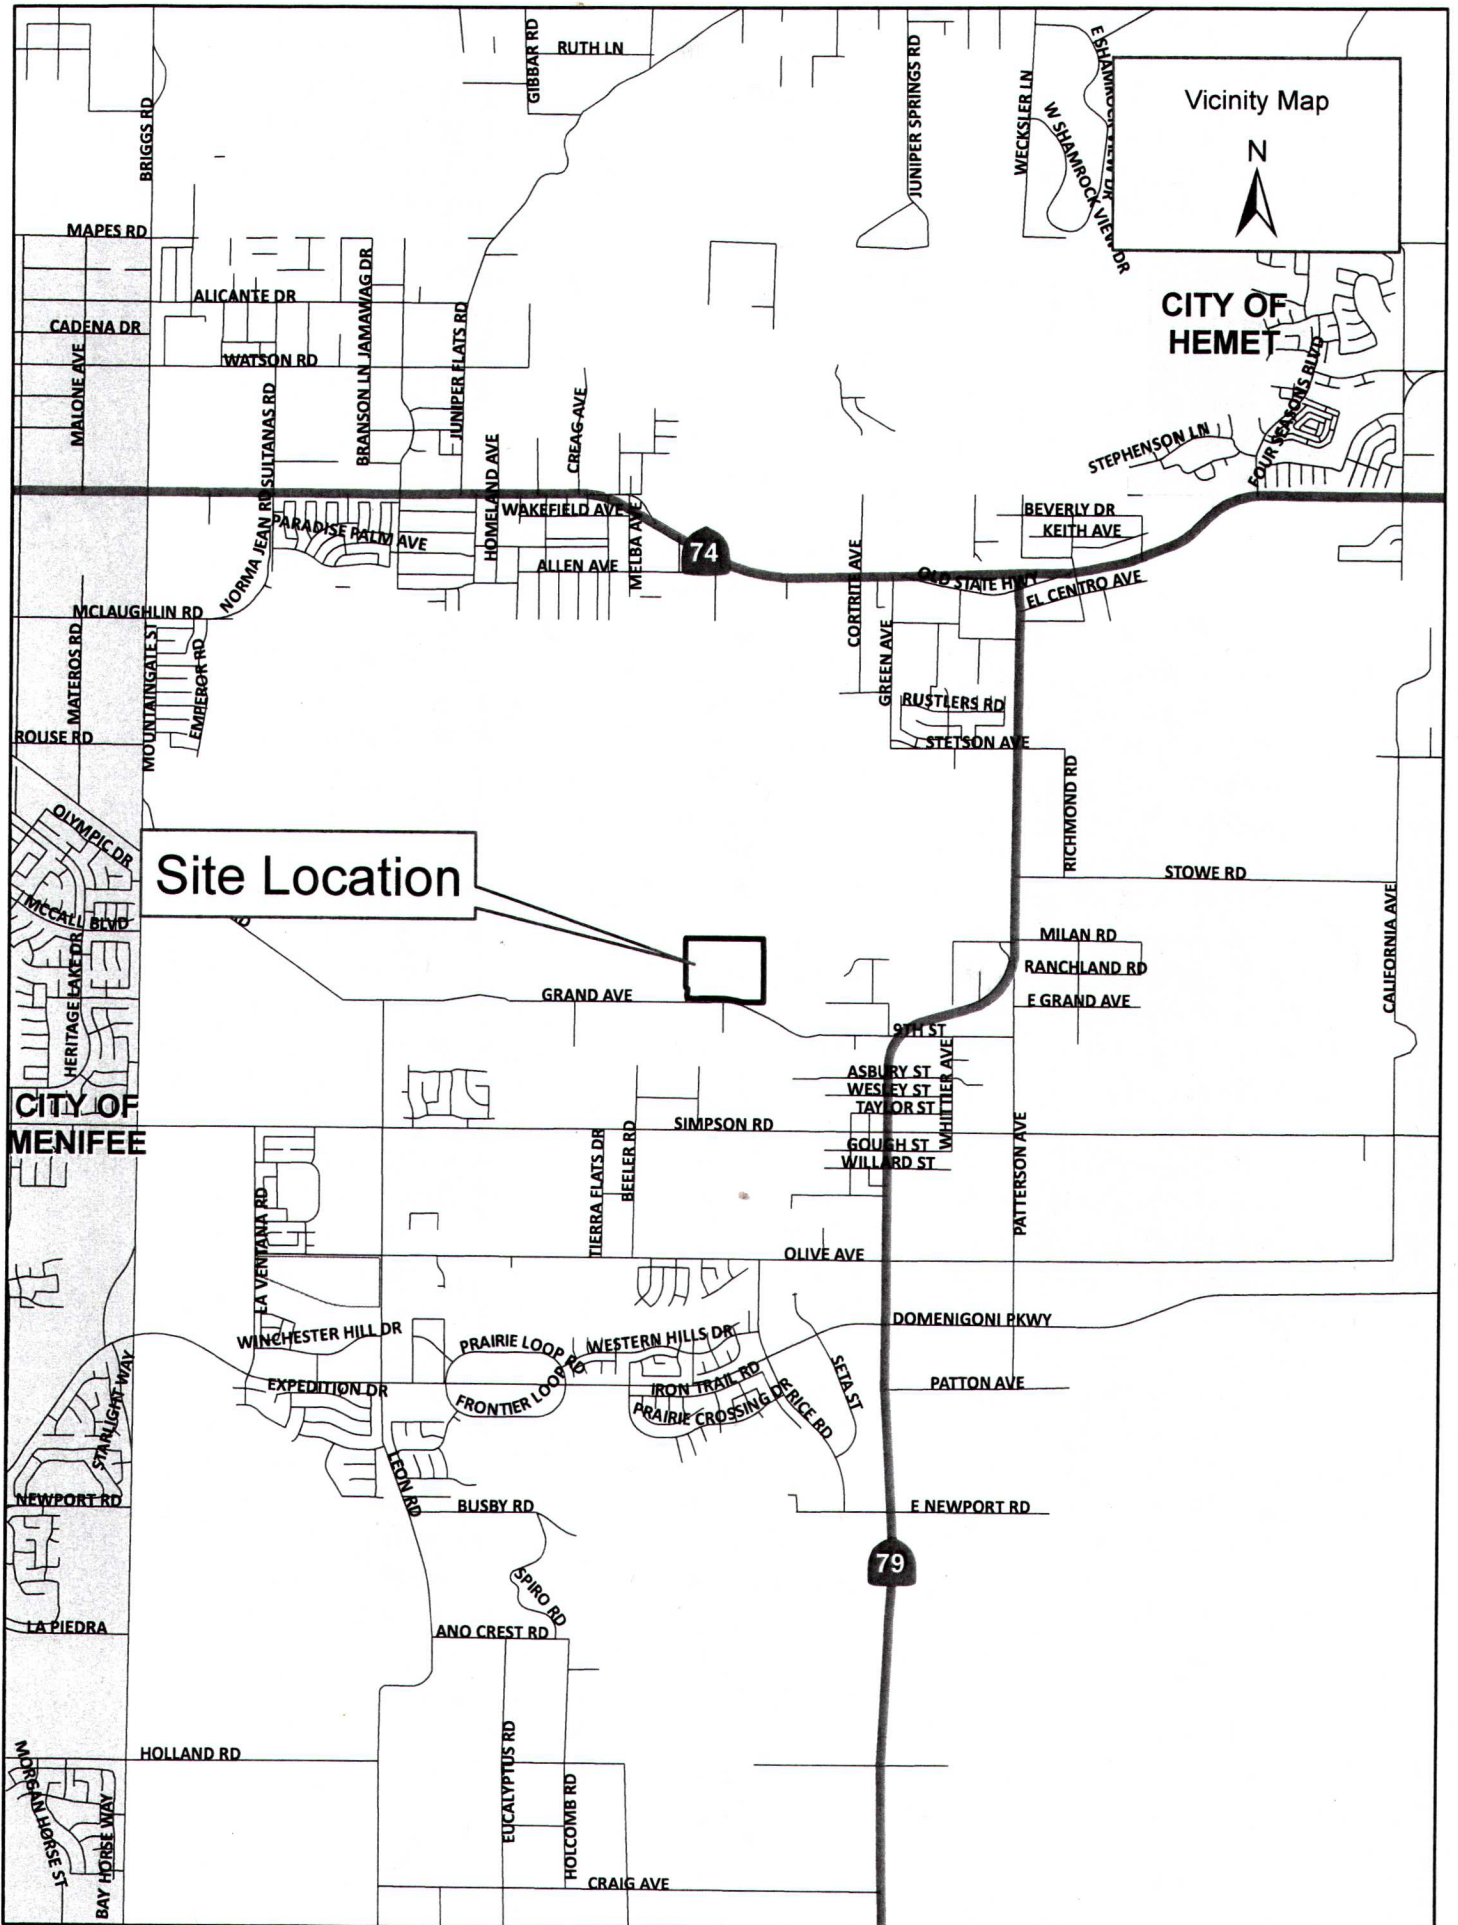 RUTH LN
GIBBAR RD
JUNIPER SPRINGS RD
WECKSLER LN
E SHAMROCK VIEW DR
W SHAMROCK VIEW DR
Vicinity Map
N
BRIGGS RD
MAPES RD
ALICANTE DR
CADENA DR
WATSON RD
MALONE AVE
SULTANAS RD
BRANSON LN
JAMAWAG DR
JUNIPER FLATS RD
CREAG AVE
HOMELAND AVE
CITY OF
HEMET
FOUR SEASONS BLVD
STEPHENSON LN
NORMA JEAN RD
PARADISE PALM AVE
WAKEFIELD AVE
MELBA AVE
ALLEN AVE
74
BEVERLY DR
KEITH AVE
OLD STATE HWY
EL CENTRO AVE
CORTRITE AVE
GREEN AVE
MCLAUGHLIN RD
MATEROS RD
MOUNTAINGATE ST
EMPEROR RD
ROUSE RD
RUSTLERS RD
STETSON AVE
RICHMOND RD
OLYMPIC DR
MCCALL BLVD
HERITAGE LAKE DR
Site Location
STOWE RD
CALIFORNIA AVE
MILAN RD
RANCHLAND RD
E GRAND AVE
GRAND AVE
9TH ST
ASBURY ST
WESLEY ST
TAYLOR ST
WHITTIER AVE
GOUGH ST
WILLARD ST
PATTERSON AVE
CITY OF
MENIFEE
SIMPSON RD
TIERRA FLATS DR
BEELER RD
LA VENTANA RD
OLIVE AVE
DOMENIGONI PKWY
WINCHESTER HILL DR
PRAIRIE LOOP RD
WESTERN HILLS DR
EXPEDITION DR
FRONTIER LOOP
IRON TRAIL RD
PRAIRIE CROSSING DR
RICE RD
SETA ST
PATTON AVE
STARLIGHT WAY
LEON RD
NEWPORT RD
BUSBY RD
E NEWPORT RD
79
SPIRO RD
LA PIEDRA
ANO CREST RD
HOLLAND RD
EUCALYPTUS RD
HOLCOMB RD
MORGAN HORSE ST
BAY HORSE WAY
CRAIG AVE